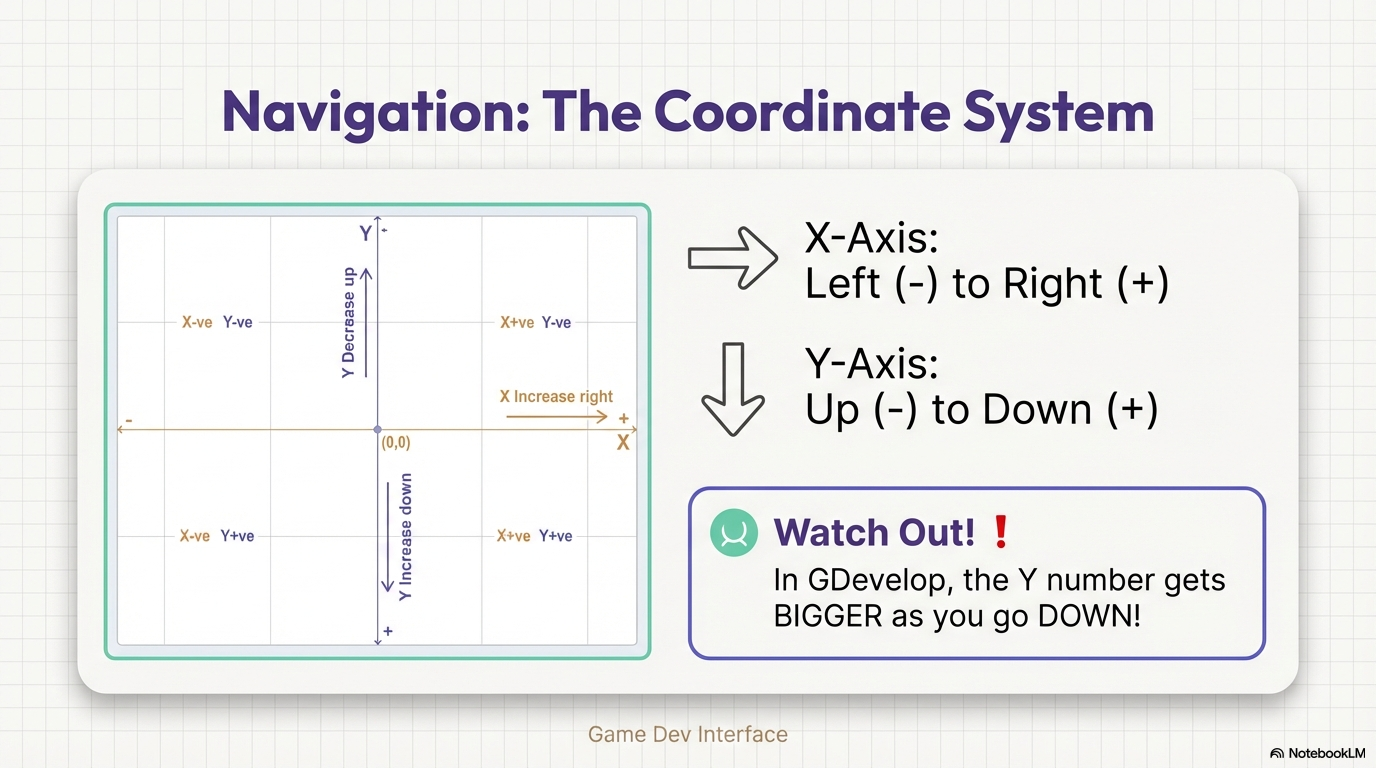 Navigation: The Coordinate System
Y -
Y Decrease up
X-ve Y-ve
X+ve Y-ve
X Increase right
- +
(0,0)
X
Y Increase down
X-ve Y+ve
X+ve Y+ve
+
X-Axis:
Left (-) to Right (+)
Y-Axis:
Up (-) to Down (+)
Watch Out! ❗
In GDevelop, the Y number gets
BIGGER as you go DOWN!
Game Dev Interface
NotebookLM